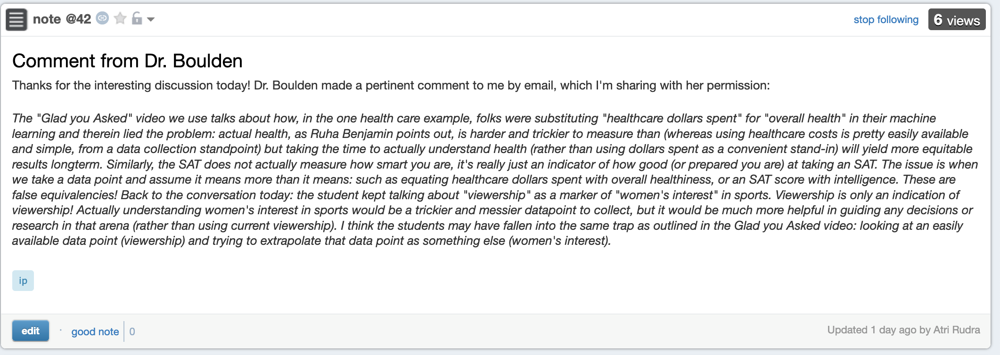 note @42
stop following
6 views
Comment from Dr. Boulden
Thanks for the interesting discussion today! Dr. Boulden made a pertinent comment to me by email, which I'm sharing with her permission:
The "Glad you Asked" video we use talks about how, in the one health care example, folks were substituting "healthcare dollars spent" for "overall health" in their machine
learning and therein lied the problem: actual health, as Ruha Benjamin points out, is harder and trickier to measure than (whereas using healthcare costs is pretty easily available
and simple, from a data collection standpoint) but taking the time to actually understand health (rather than using dollars spent as a convenient stand-in) will yield more equitable
results longterm. Similarly, the SAT does not actually measure how smart you are, it's really just an indicator of how good (or prepared you are) at taking an SAT. The issue is when
we take a data point and assume it means more than it means: such as equating healthcare dollars spent with overall healthiness, or an SAT score with intelligence. These are
false equivalencies! Back to the conversation today: the student kept talking about "viewership" as a marker of "women's interest" in sports. Viewership is only an indication of
viewership! Actually understanding women's interest in sports would be a trickier and messier datapoint to collect, but it would be much more helpful in guiding any decisions or
research in that arena (rather than using current viewership). I think the students may have fallen into the same trap as outlined in the Glad you Asked video: looking at an easily
available data point (viewership) and trying to extrapolate that data point as something else (women's interest).
ip
edit · good note 0
Updated 1 day ago by Atri Rudra